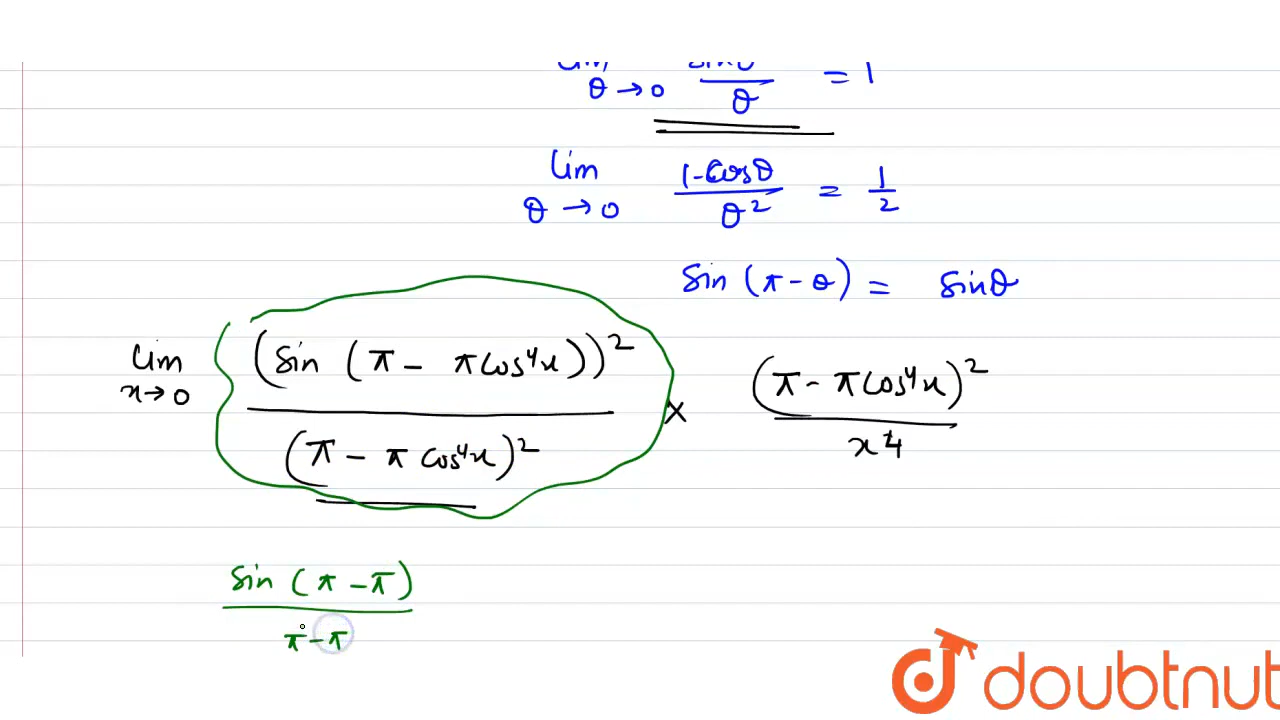 θ → 0 θ = 1
lim 1-cosθ / θ² = 1/2
θ → 0
sin (π - θ) = sinθ
lim (sin (π - πcos⁴x))² / (π - π cos⁴x)² × (π - πcos⁴x)² / x⁴
x → 0
sin (π - π)
π - π
doubtnut